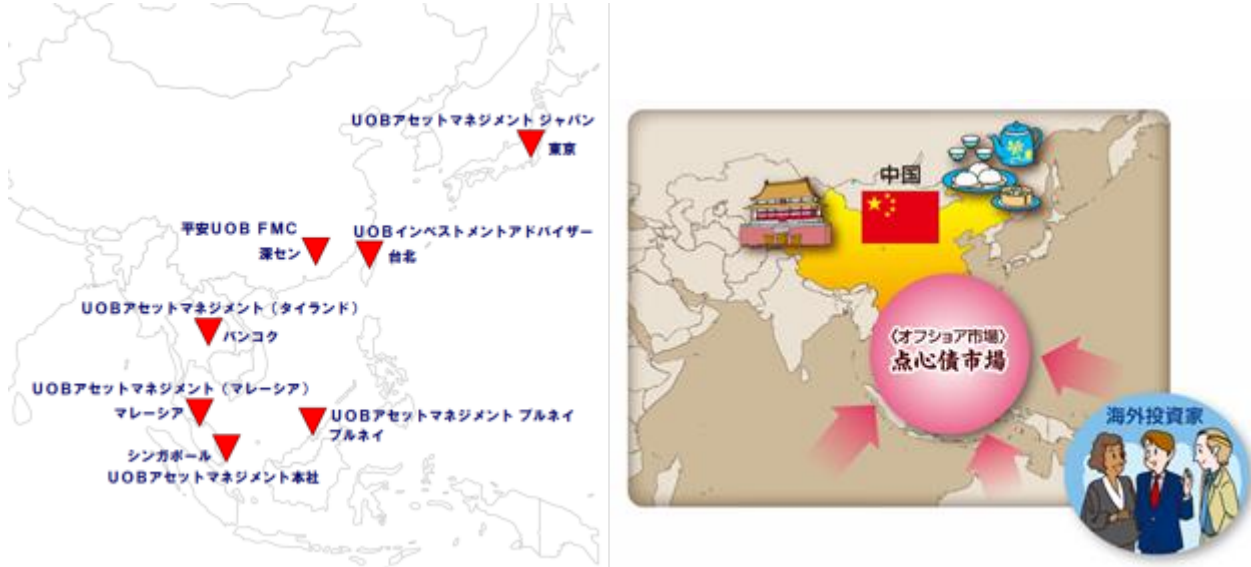 UOBアセットマネジメント ジャパン
東京
平安UOB FMC
深セン
UOBインベストメントアドバイザー
台北
UOBアセットマネジメント（タイランド）
バンコク
UOBアセットマネジメント（マレーシア）
マレーシア
UOBアセットマネジメント ブルネイ
ブルネイ
シンガポール
UOBアセットマネジメント本社
中国
〈オフショア市場〉
点心債市場
海外投資家